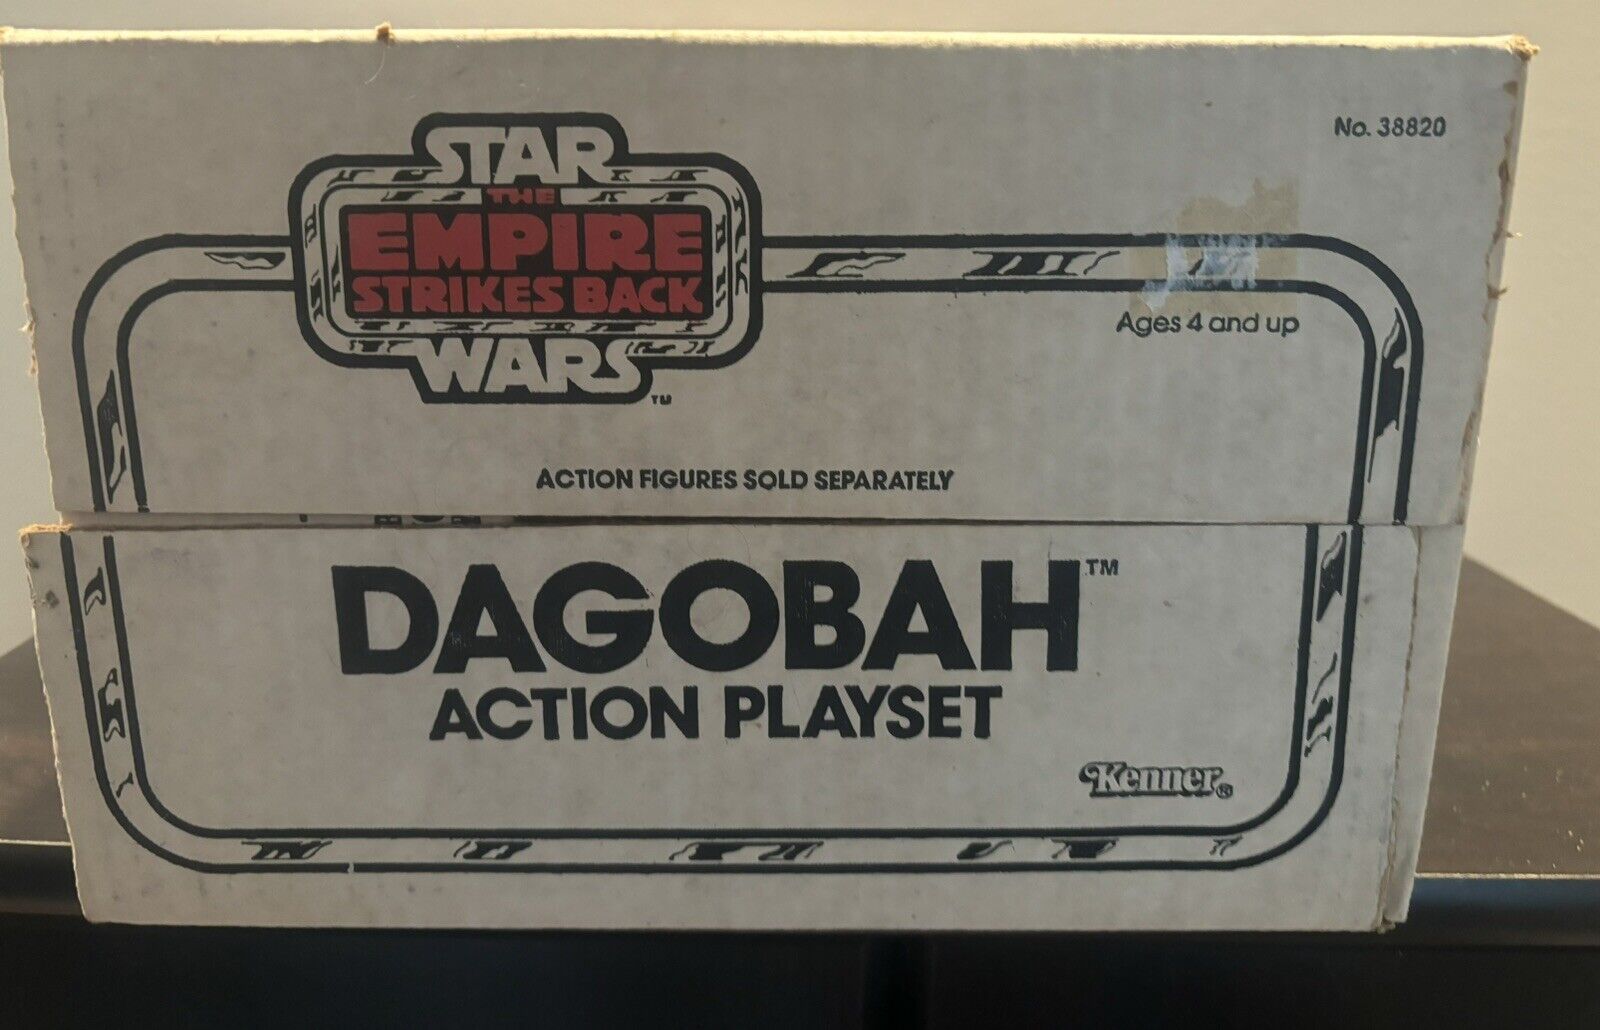 No. 38820
STAR
THE
EMPIRE
STRIKES BACK
WARS
TM
Ages 4 and up
ACTION FIGURES SOLD SEPARATELY
DAGOBAH™
ACTION PLAYSET
Kenner®